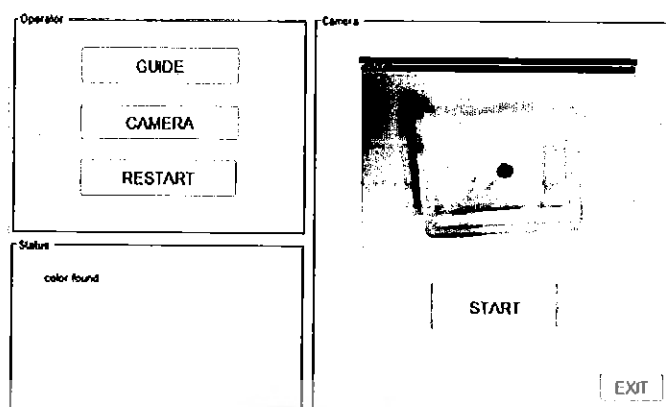 Operator
GUIDE
CAMERA
RESTART
Status
color found
Camera
START
EXIT